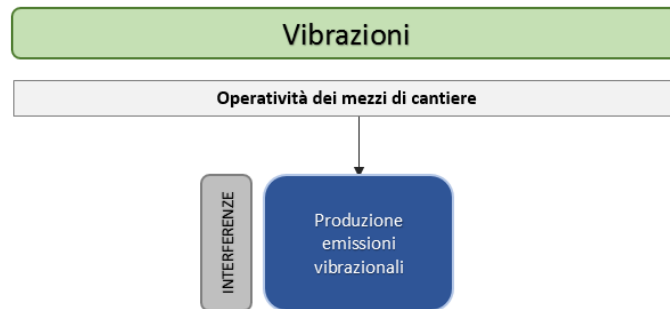 Vibrazioni
Operatività dei mezzi di cantiere
INTERFERENZE
Produzione
emissioni
vibrazionali